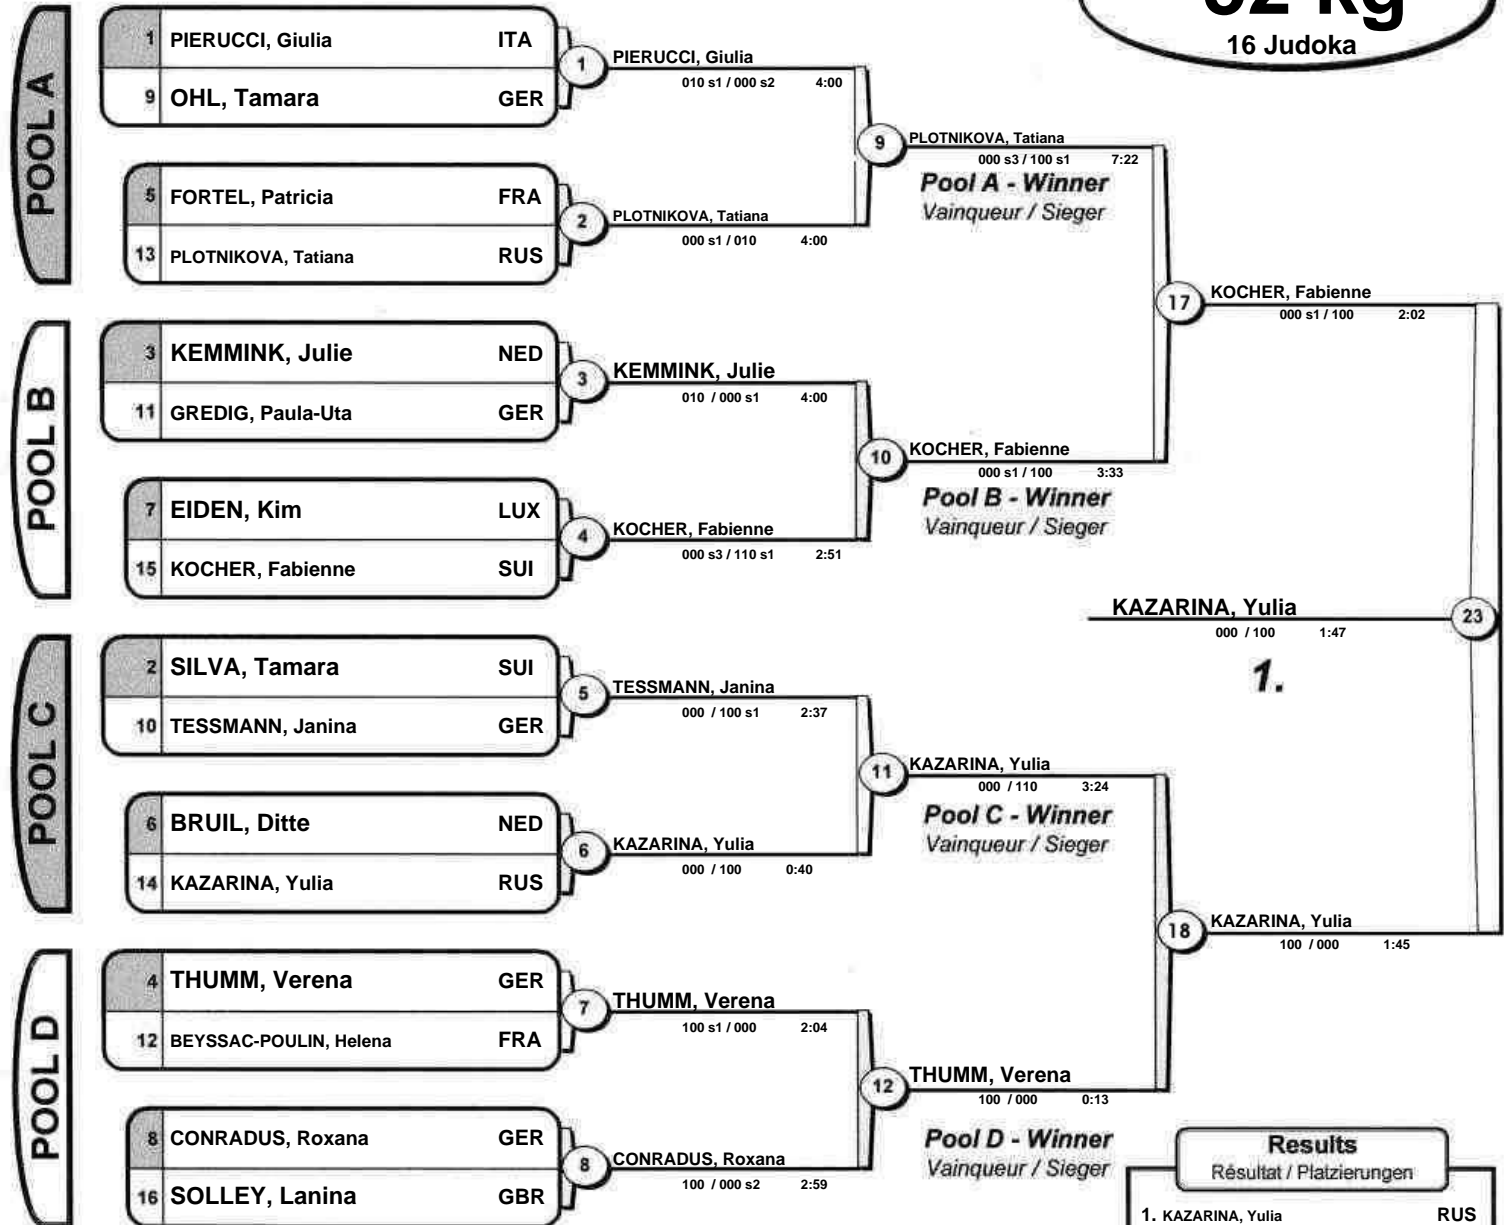 52 kg
16 Judoka
POOL A
1 PIERUCCI, Giulia ITA
9 OHL, Tamara GER
1
PIERUCCI, Giulia
010 s1 / 000 s2 4:00
5 FORTEL, Patricia FRA
13 PLOTNIKOVA, Tatiana RUS
2
PLOTNIKOVA, Tatiana
000 s1 / 010 4:00
9
PLOTNIKOVA, Tatiana
000 s3 / 100 s1 7:22
Pool A - Winner
Vainqueur / Sieger
POOL B
3 KEMMINK, Julie NED
11 GREDIG, Paula-Uta GER
3
KEMMINK, Julie
010 / 000 s1 4:00
7 EIDEN, Kim LUX
15 KOCHER, Fabienne SUI
4
KOCHER, Fabienne
000 s3 / 110 s1 2:51
10
KOCHER, Fabienne
000 s1 / 100 3:33
Pool B - Winner
Vainqueur / Sieger
17
KOCHER, Fabienne
000 s1 / 100 2:02
POOL C
2 SILVA, Tamara SUI
10 TESSMANN, Janina GER
5
TESSMANN, Janina
000 / 100 s1 2:37
6 BRUIL, Ditte NED
14 KAZARINA, Yulia RUS
6
KAZARINA, Yulia
000 / 100 0:40
11
KAZARINA, Yulia
000 / 110 3:24
Pool C - Winner
Vainqueur / Sieger
POOL D
4 THUMM, Verena GER
12 BEYSSAC-POULIN, Helena FRA
7
THUMM, Verena
100 s1 / 000 2:04
8 CONRADUS, Roxana GER
16 SOLLEY, Lanina GBR
8
CONRADUS, Roxana
100 / 000 s2 2:59
12
THUMM, Verena
100 / 000 0:13
Pool D - Winner
Vainqueur / Sieger
18
KAZARINA, Yulia
100 / 000 1:45
KAZARINA, Yulia
23
000 / 100 1:47
1.
Results
Résultat / Platzierungen
1. KAZARINA, Yulia RUS